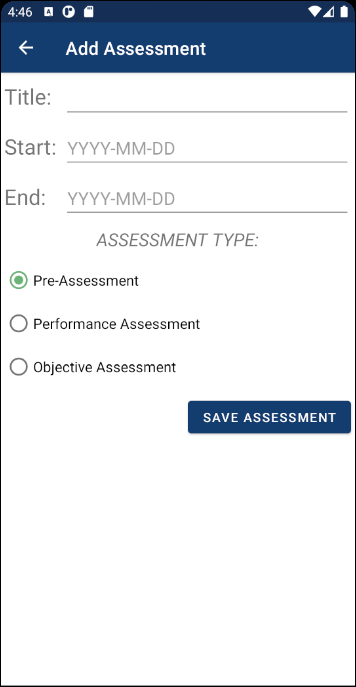 4:46
Add Assessment
Title:
Start: YYYY-MM-DD
End: YYYY-MM-DD
ASSESSMENT TYPE:
Pre-Assessment
Performance Assessment
Objective Assessment
SAVE ASSESSMENT